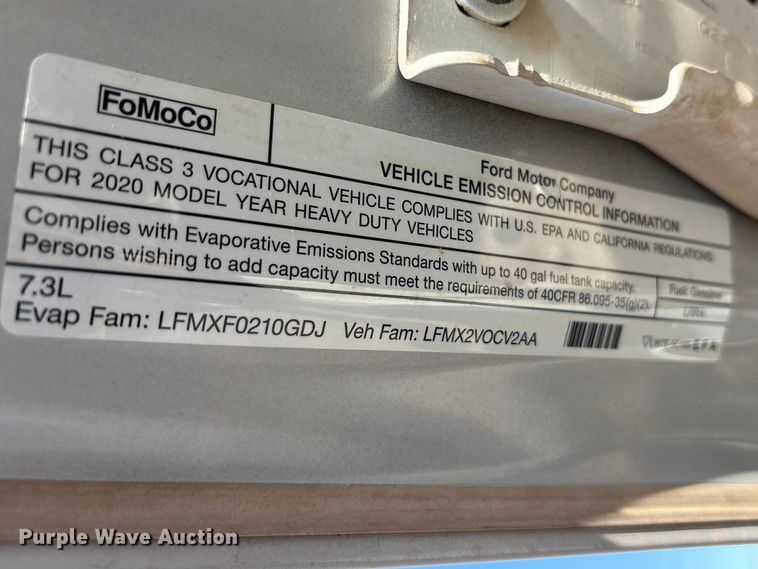 FoMoCo
Ford Motor Company
VEHICLE EMISSION CONTROL INFORMATION
THIS CLASS 3 VOCATIONAL VEHICLE COMPLIES WITH U.S. EPA AND CALIFORNIA REGULATIONS
FOR 2020 MODEL YEAR HEAVY DUTY VEHICLES
Complies with Evaporative Emissions Standards with up to 40 gal fuel tank capacity.
Persons wishing to add capacity must meet the requirements of 40CFR 86.095-35(g)(2).
Fuel: Gasoline
7.3L
Evap Fam: LFMXF0210GDJ Veh Fam: LFMX2VOCV2AA
Purple Wave Auction